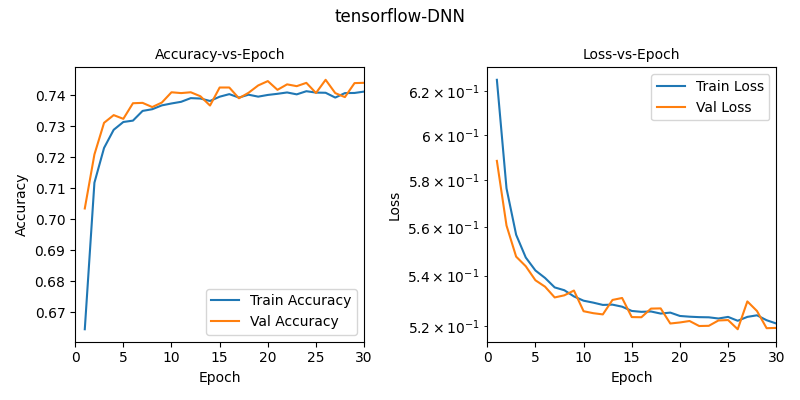 tensorflow-DNN
Accuracy-vs-Epoch
Accuracy
0.74
0.73
0.72
0.71
0.70
0.69
0.68
0.67
0
5
10
15
20
25
30
Epoch
Train Accuracy
Val Accuracy
Loss-vs-Epoch
Loss
6.2 × 10⁻¹
6 × 10⁻¹
5.8 × 10⁻¹
5.6 × 10⁻¹
5.4 × 10⁻¹
5.2 × 10⁻¹
0
5
10
15
20
25
30
Epoch
Train Loss
Val Loss